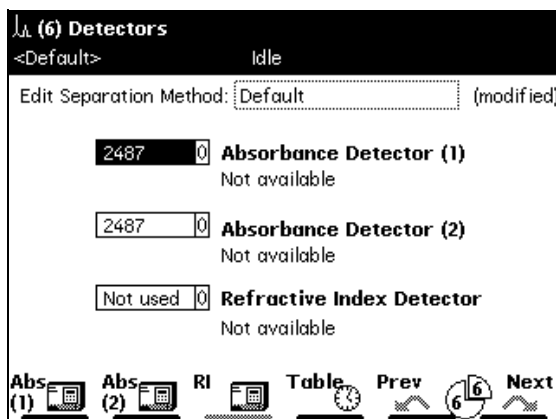 (6) Detectors
<Default> Idle
Edit Separation Method: Default (modified)
2487 0 Absorbance Detector (1)
Not available
2487 0 Absorbance Detector (2)
Not available
Not used 0 Refractive Index Detector
Not available
Abs (1) Abs (2) RI Table Prev 6 6 Next